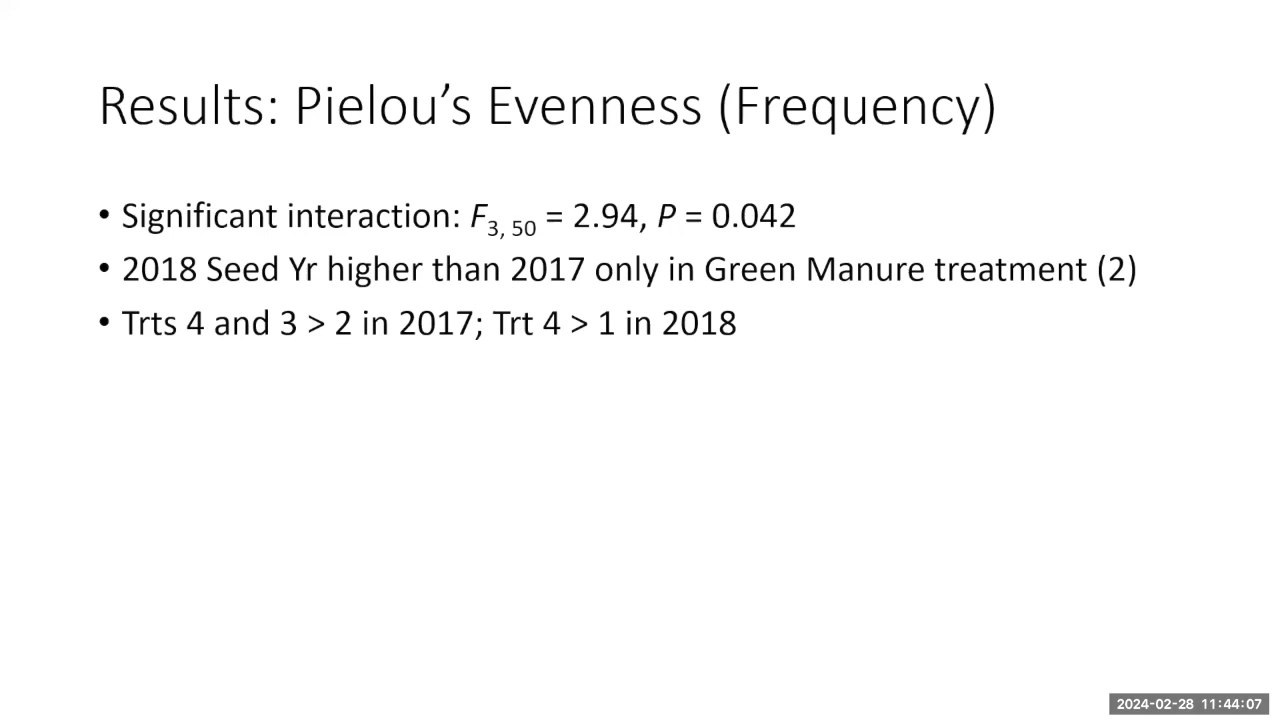 Results: Pielou’s Evenness (Frequency)
• Significant interaction: F3, 50 = 2.94, P = 0.042
• 2018 Seed Yr higher than 2017 only in Green Manure treatment (2)
• Trts 4 and 3 > 2 in 2017; Trt 4 > 1 in 2018
2024-02-28 11:44:07